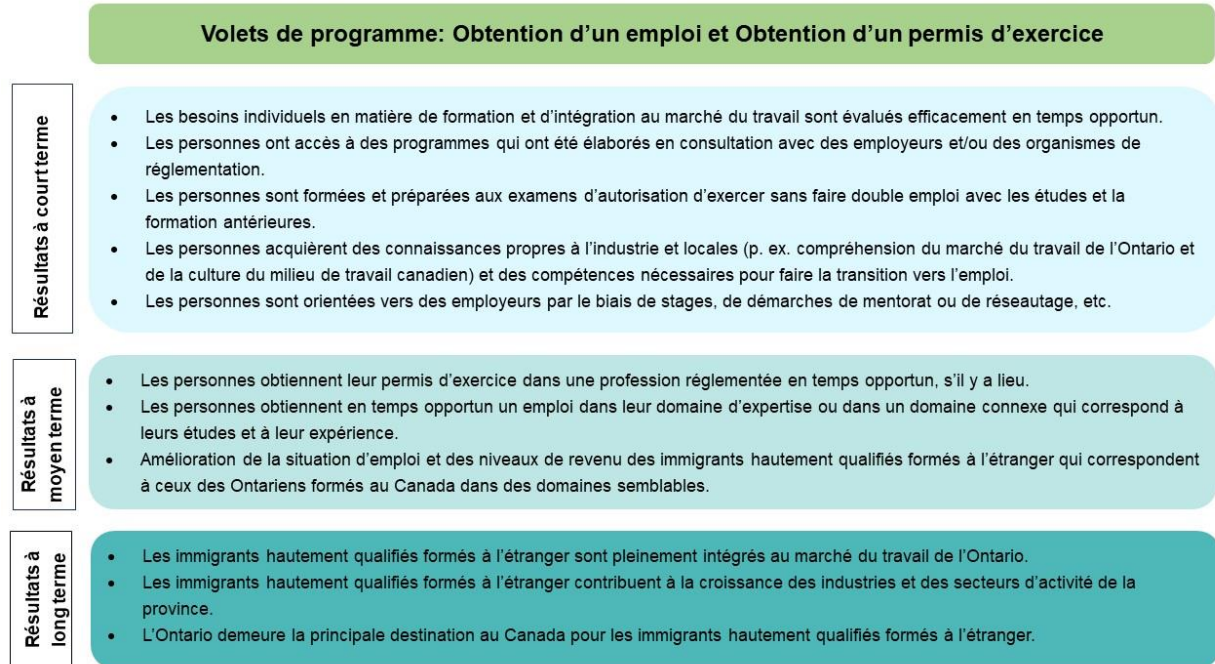 Volets de programme: Obtention d’un emploi et Obtention d’un permis d’exercice
Résultats à court terme
• Les besoins individuels en matière de formation et d’intégration au marché du travail sont évalués efficacement en temps opportun.
• Les personnes ont accès à des programmes qui ont été élaborés en consultation avec des employeurs et/ou des organismes de
réglementation.
• Les personnes sont formées et préparées aux examens d’autorisation d’exercer sans faire double emploi avec les études et la
formation antérieures.
• Les personnes acquièrent des connaissances propres à l’industrie et locales (p. ex. compréhension du marché du travail de l’Ontario et
de la culture du milieu de travail canadien) et des compétences nécessaires pour faire la transition vers l’emploi.
• Les personnes sont orientées vers des employeurs par le biais de stages, de démarches de mentorat ou de réseautage, etc.
Résultats à
moyen terme
• Les personnes obtiennent leur permis d’exercice dans une profession réglementée en temps opportun, s’il y a lieu.
• Les personnes obtiennent en temps opportun un emploi dans leur domaine d’expertise ou dans un domaine connexe qui correspond à
leurs études et à leur expérience.
• Amélioration de la situation d’emploi et des niveaux de revenu des immigrants hautement qualifiés formés à l’étranger qui correspondent
à ceux des Ontariens formés au Canada dans des domaines semblables.
Résultats à
long terme
• Les immigrants hautement qualifiés formés à l’étranger sont pleinement intégrés au marché du travail de l’Ontario.
• Les immigrants hautement qualifiés formés à l’étranger contribuent à la croissance des industries et des secteurs d’activité de la
province.
• L’Ontario demeure la principale destination au Canada pour les immigrants hautement qualifiés formés à l’étranger.